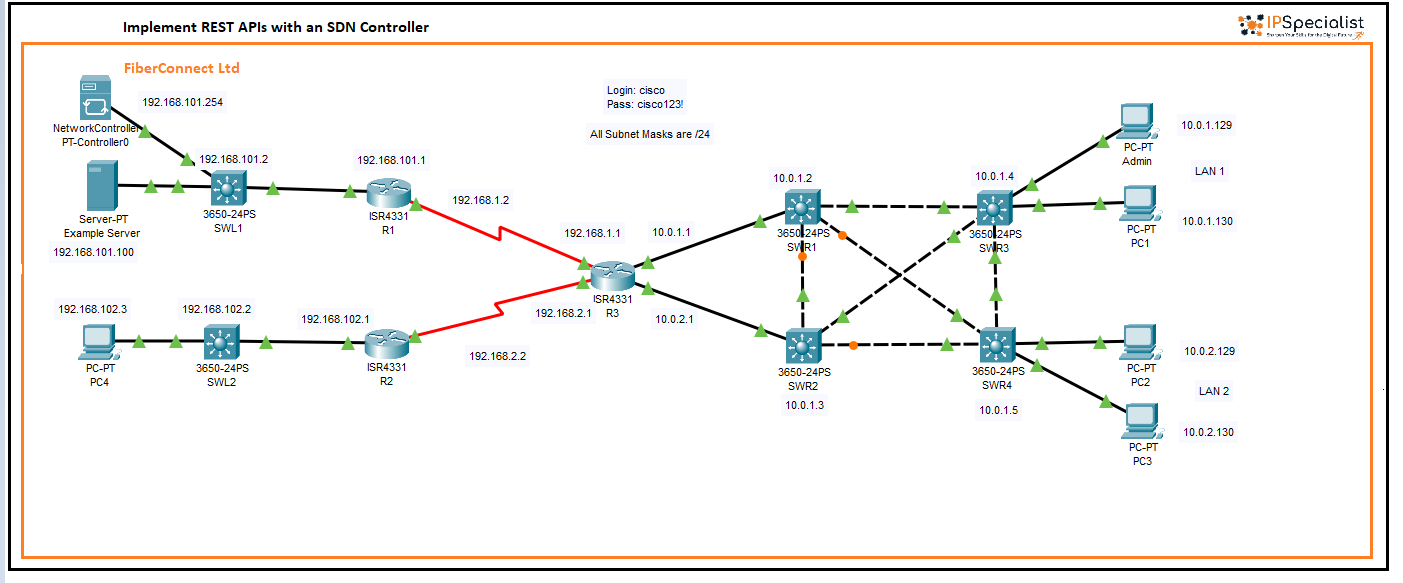 Implement REST APIs with an SDN Controller
IPSpecialist
Sharpen Your Skills for the Digital Future
FiberConnect Ltd
192.168.101.254
NetworkController
PT-Controller0
Login: cisco
Pass: cisco123!
All Subnet Masks are /24
192.168.101.2
3650-24PS
SWL1
Server-PT
Example Server
192.168.101.100
192.168.101.1
ISR4331
R1
192.168.1.2
192.168.1.1
10.0.1.1
ISR4331
R3
192.168.2.1
10.0.2.1
192.168.102.3
PC-PT
PC4
192.168.102.2
3650-24PS
SWL2
192.168.102.1
ISR4331
R2
192.168.2.2
10.0.1.2
3650-24PS
SWR1
10.0.1.4
3650-24PS
SWR3
3650-24PS
SWR2
10.0.1.3
3650-24PS
SWR4
10.0.1.5
PC-PT
Admin
10.0.1.129
LAN 1
PC-PT
PC1
10.0.1.130
PC-PT
PC2
10.0.2.129
LAN 2
PC-PT
PC3
10.0.2.130